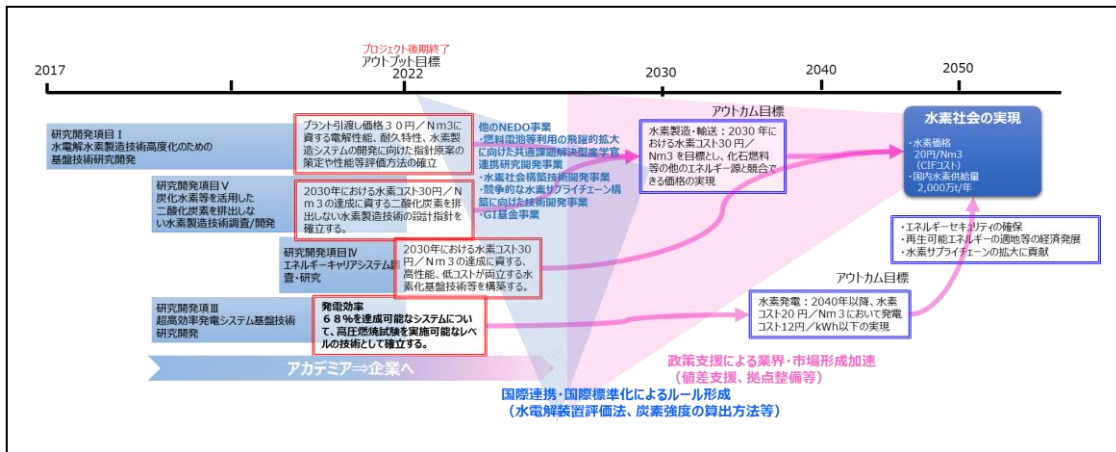 プロジェクト後期終了
アウトプット目標
2017
2022
2030
2040
2050
研究開発項目Ⅰ
水電解水素製造技術高度化のための
基盤技術研究開発
プラント引渡し価格30円／Nm3に
資する電解性能、耐久特性、水素製
造システムの開発に向けた指針原案の
策定や性能等評価方法の確立
研究開発項目Ⅴ
炭化水素等を活用した
二酸化炭素を排出しな
い水素製造技術調査/開発
2030年における水素コスト30円/N
m3の達成に資する二酸化炭素を排
出しない水素製造技術の設計指針を
確立する。
研究開発項目Ⅳ
エネルギーキャリアシステム調
査・研究
2030年における水素コスト30
円／Nm3の達成に資する、
高性能、低コストが両立する水
素化基盤技術等を構築する。
研究開発項Ⅲ
超高効率発電システム基盤技術
研究開発
発電効率
68%を達成可能なシステムについ
て、高圧燃焼試験を実施可能なレベ
ルの技術として確立する。
アカデミア⇒企業へ
他のNEDO事業
・燃料電池等利用の飛躍的拡大
に向けた共通課題解決型産学官
連携研究開発事業
・水素社会構築技術開発事業
・競争的な水素サプライチェーン構
築に向けた技術開発事業
・GI基金事業
アウトカム目標
水素製造・輸送：2030 年に
おける水素コスト30円／
Nm3 を目標とし、化石燃料
等の他のエネルギー源と競合で
きる価格の実現
水素社会の実現
・水素価格
20円/Nm3
（CIFコスト）
・国内水素供給量
2,000万t/年
・エネルギーセキュリティの確保
・再生可能エネルギーの適地等の経済発展
・水素サプライチェーンの拡大に貢献
アウトカム目標
水素発電：2040年以降、水素
コスト20 円／Nm3において発電
コスト12円／kWh以下の実現
政策支援による業界・市場形成加速
（値差支援、拠点整備等）
国際連携・国際標準化によるルール形成
（水電解装置評価法、炭素強度の算出方法等）